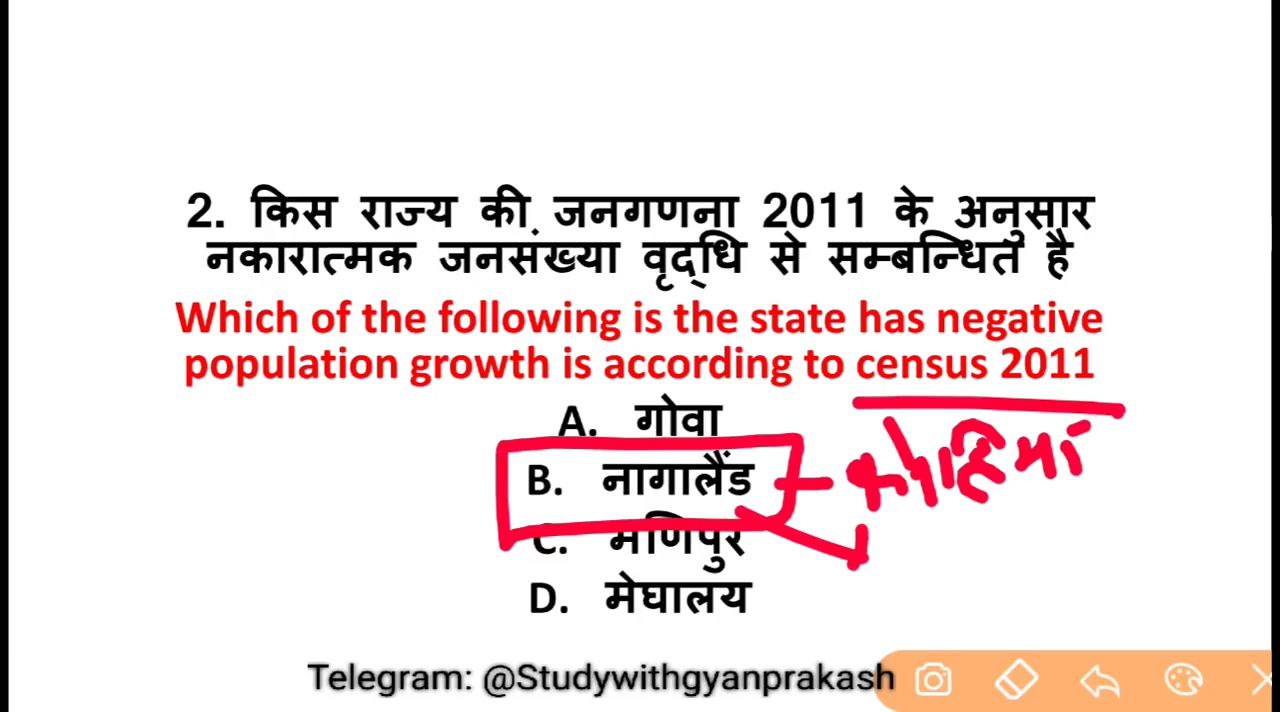 2. किस राज्य की जनगणना 2011 के अनुसार
नकारात्मक जनसंख्या वृद्धि से सम्बन्धित है
Which of the following is the state has negative
population growth is according to census 2011
A. गोवा
B. नागालैंड
C. मणिपुर
D. मेघालय
Telegram: @Studywithgyanprakash